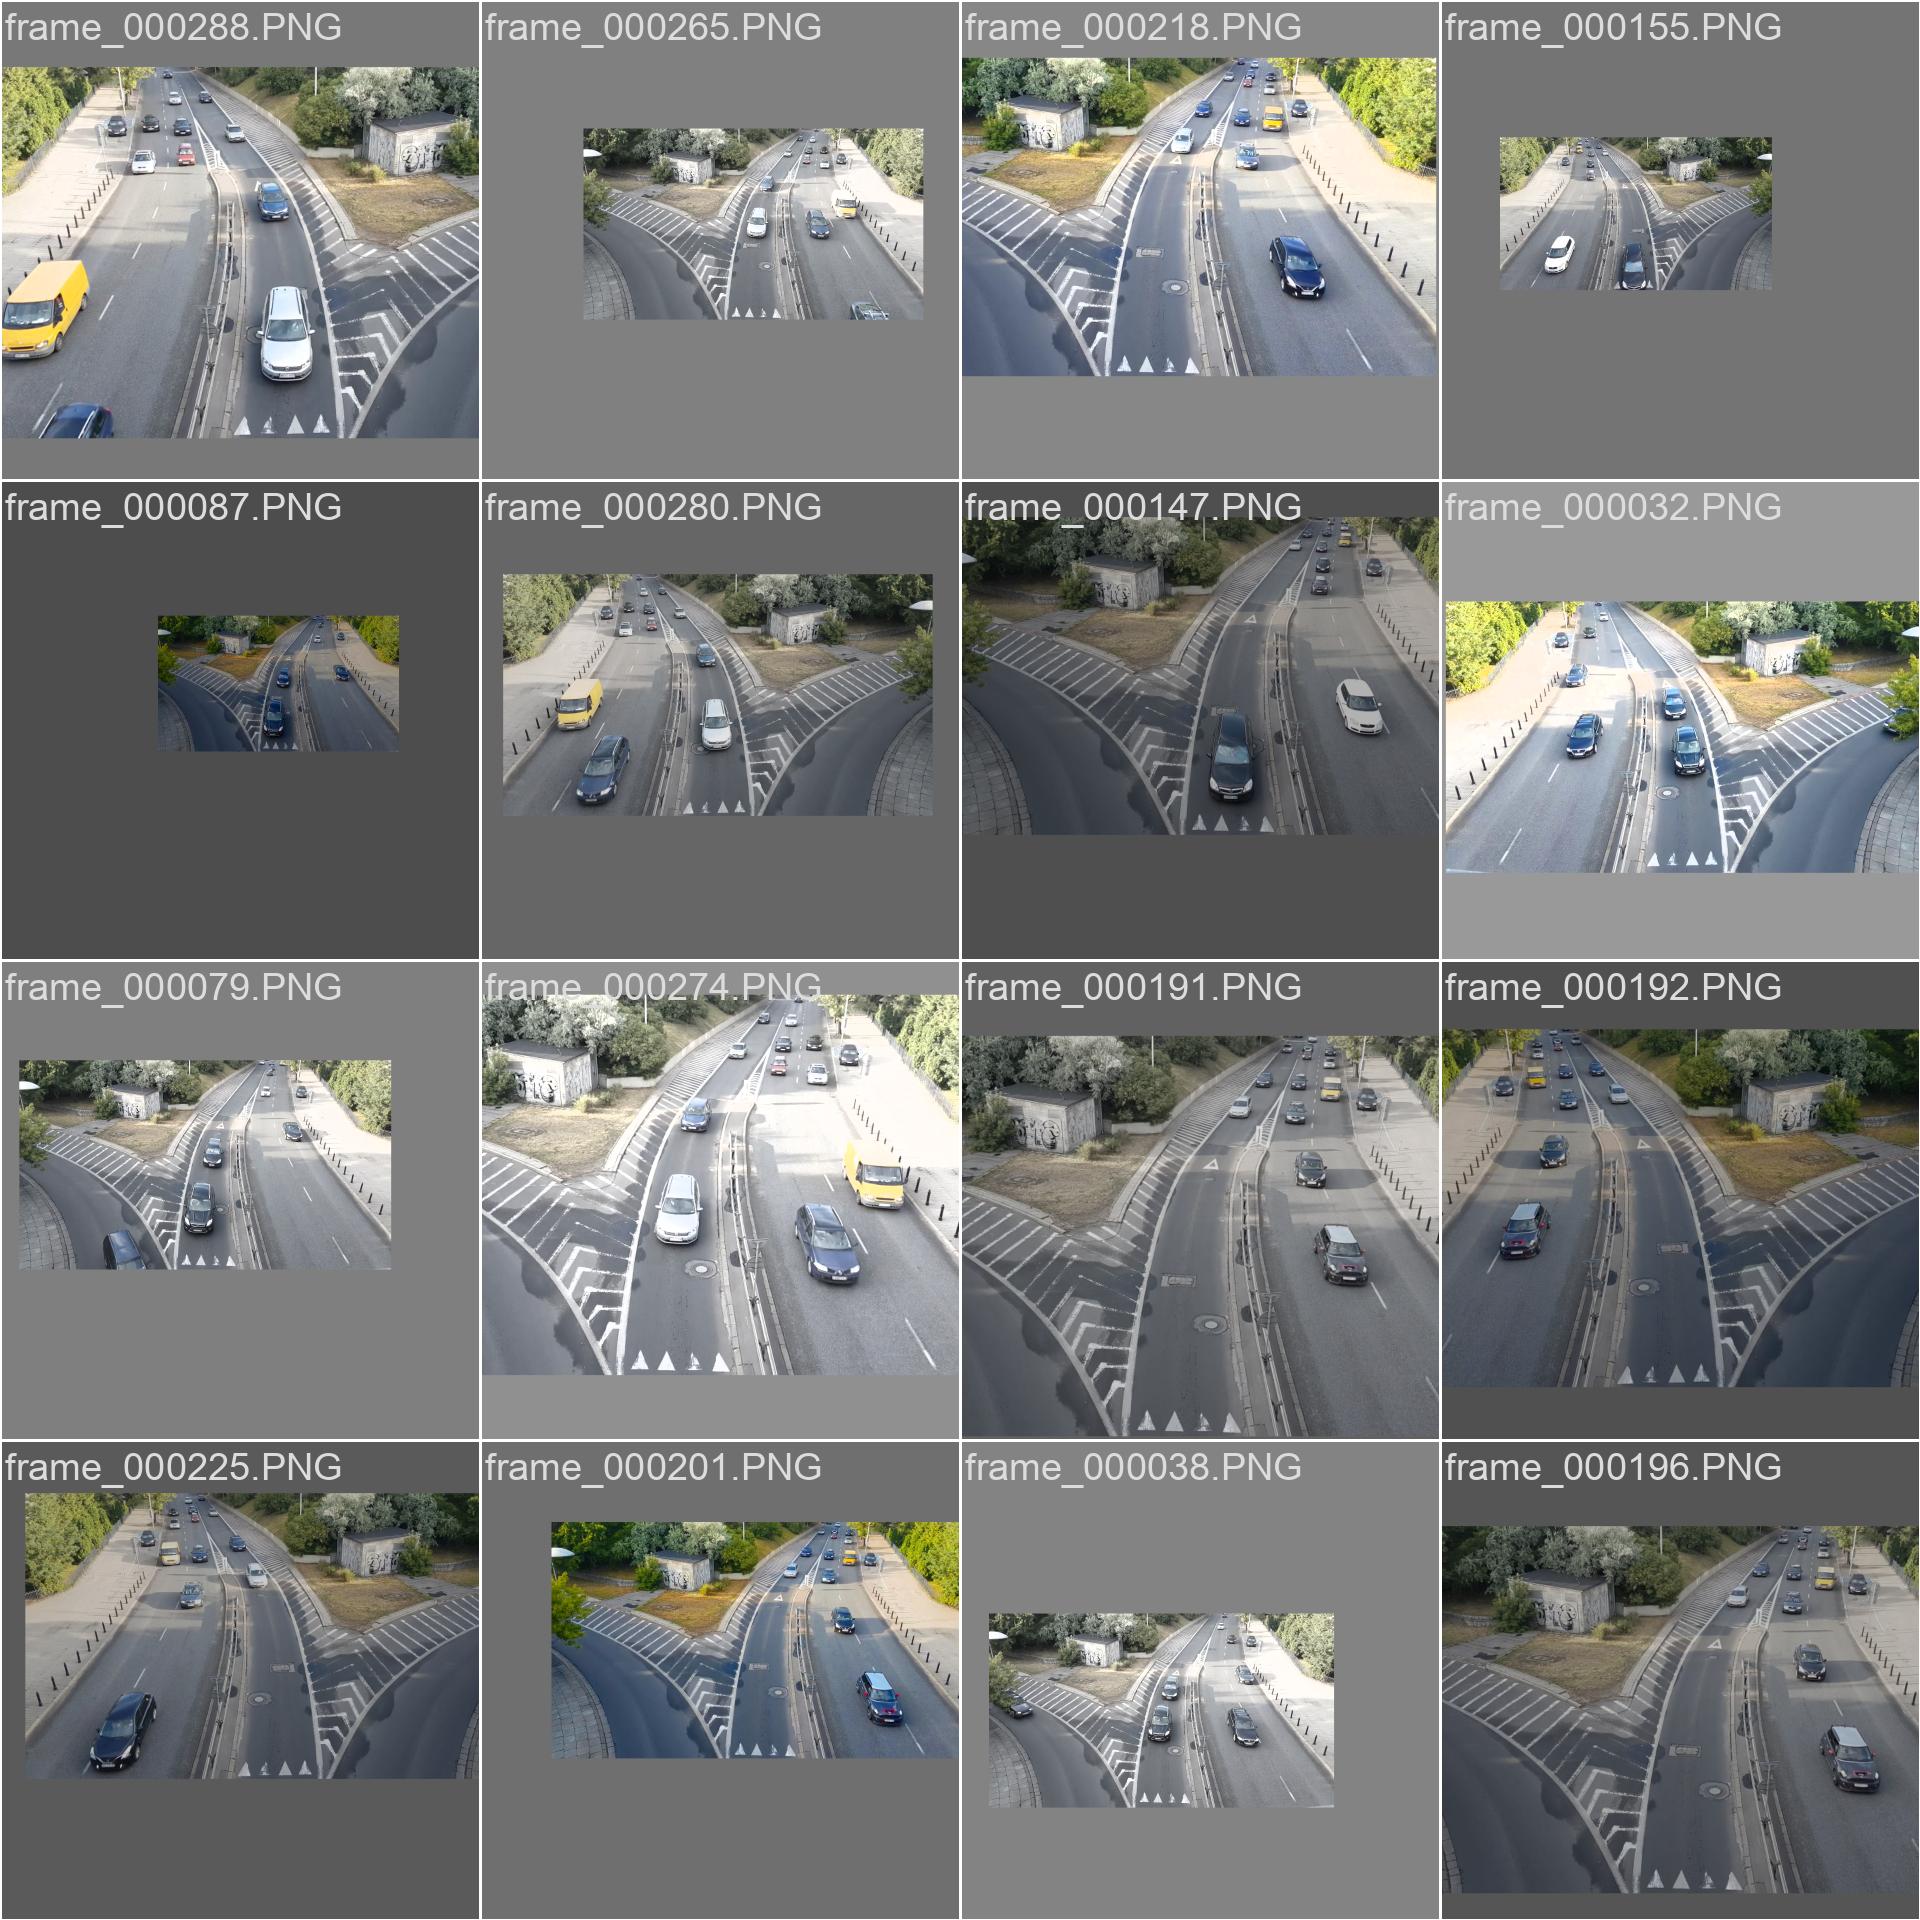 frame_000288.PNG
frame_000265.PNG
frame_000218.PNG
frame_000155.PNG
frame_000087.PNG
frame_000280.PNG
frame_000147.PNG
frame_000032.PNG
frame_000079.PNG
frame_000274.PNG
frame_000191.PNG
frame_000192.PNG
frame_000225.PNG
frame_000201.PNG
frame_000038.PNG
frame_000196.PNG